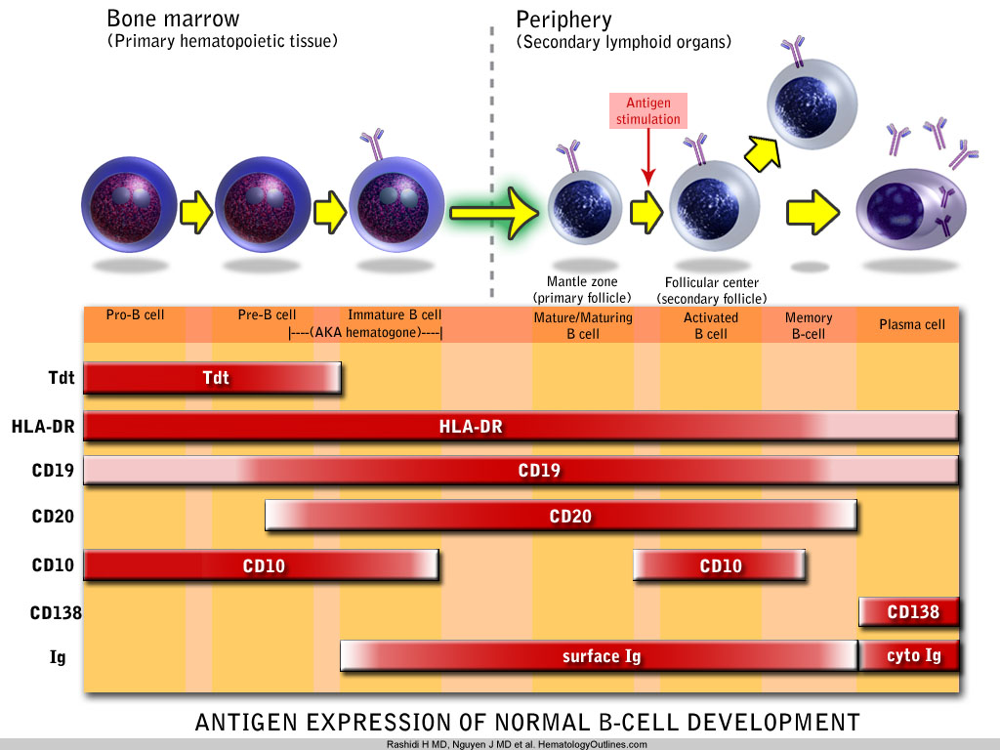 Bone marrow
(Primary hematopoietic tissue)
Periphery
(Secondary lymphoid organs)
Antigen
stimulation
Mantle zone
(primary follicle)
Follicular center
(secondary follicle)
Pro-B cell
Pre-B cell
Immature B cell
|----(AKA hematogone)----|
Mature/Maturing
B cell
Activated
B cell
Memory
B-cell
Plasma cell
Tdt
Tdt
HLA-DR
HLA-DR
CD19
CD19
CD20
CD20
CD10
CD10
CD10
CD138
CD138
Ig
surface Ig
cyto Ig
ANTIGEN EXPRESSION OF NORMAL B-CELL DEVELOPMENT
Rashidi H MD, Nguyen J MD et al. HematologyOutlines.com